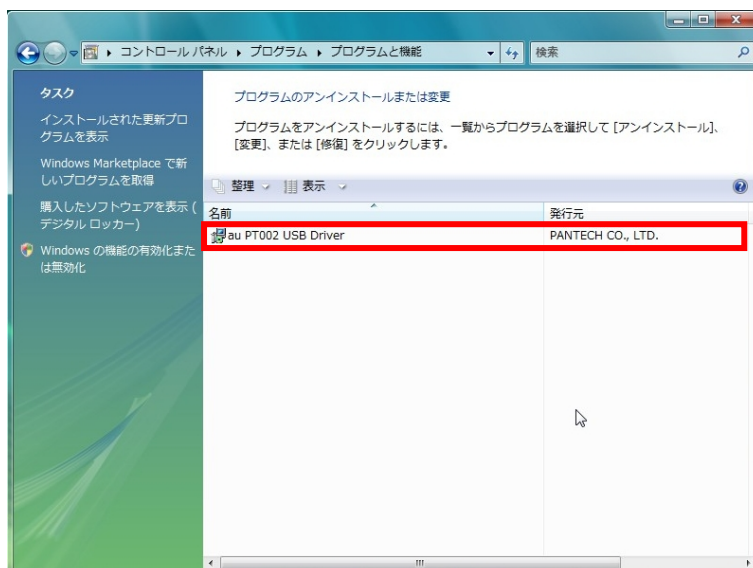 コントロール パネル ▸ プログラム ▸ プログラムと機能
検索
タスク
インストールされた更新プロ
グラムを表示
Windows Marketplace で新
しいプログラムを取得
購入したソフトウェアを表示 (
デジタル ロッカー)
Windows の機能の有効化また
は無効化
プログラムのアンインストールまたは変更
プログラムをアンインストールするには、一覧からプログラムを選択して [アンインストール]、
[変更]、または [修復] をクリックします。
整理 表示
名前 発行元
au PT002 USB Driver PANTECH CO., LTD.